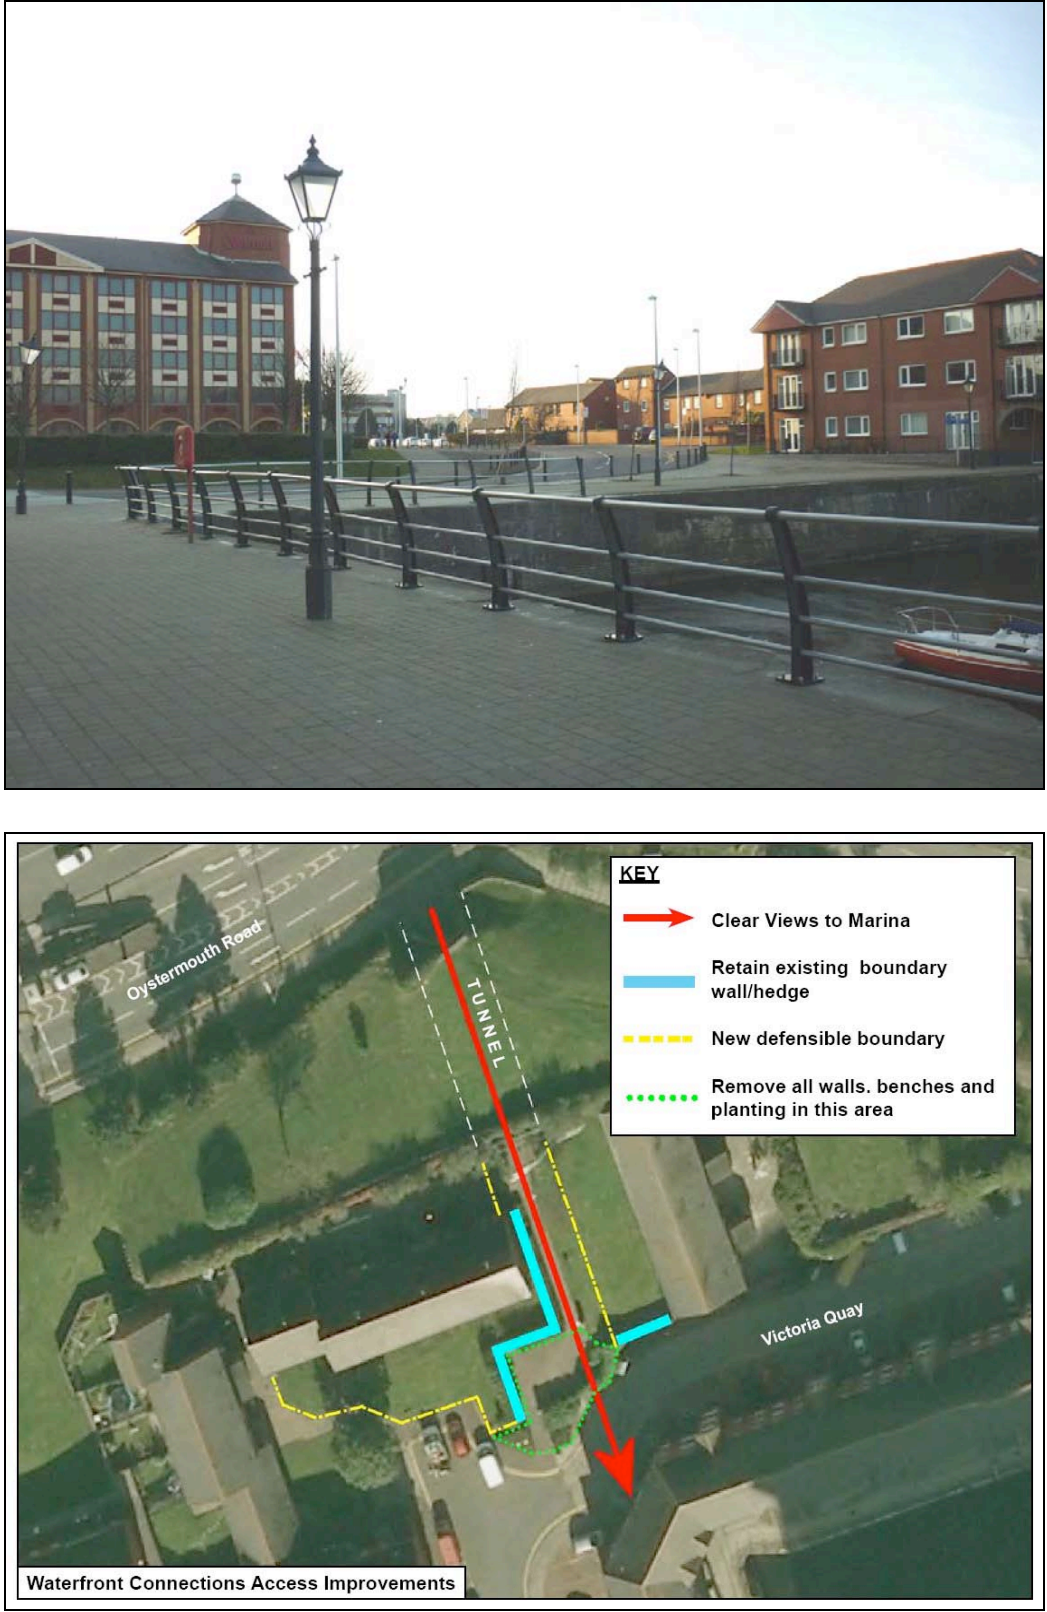 KEY
Clear Views to Marina
Retain existing boundary
wall/hedge
New defensible boundary
Remove all walls. benches and
planting in this area
Oystermouth Road
TUNNEL
Victoria Quay
Waterfront Connections Access Improvements